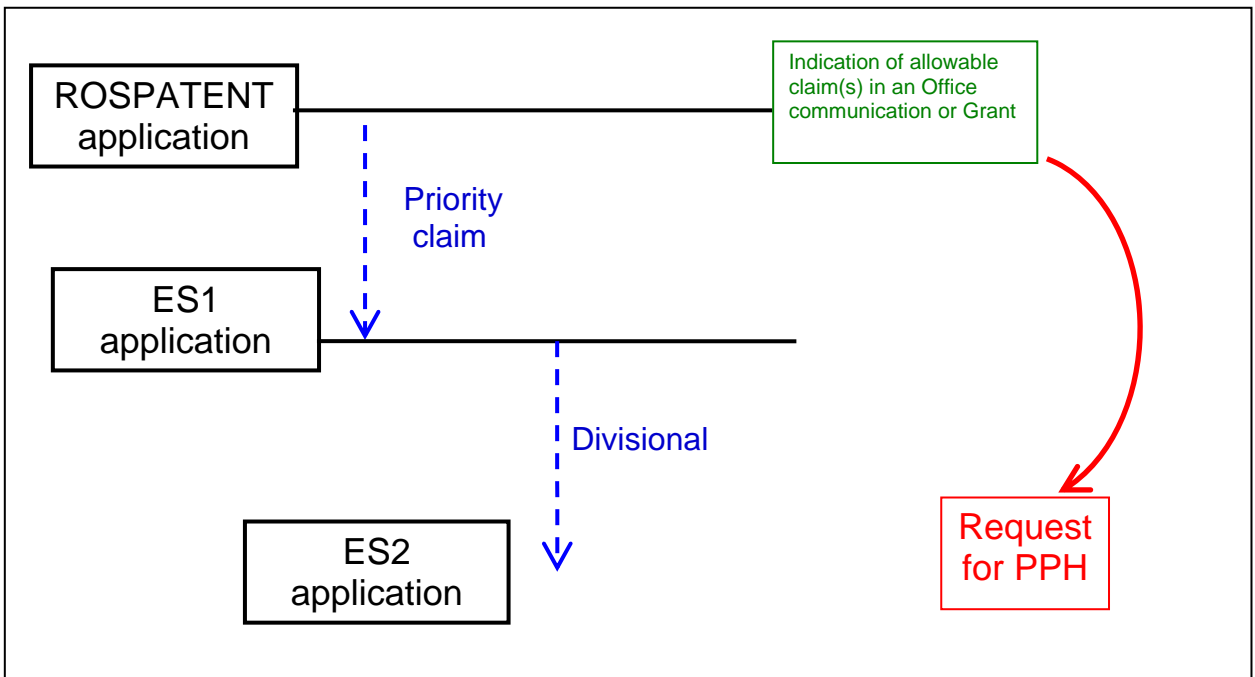 ROSPATENT
application
Indication of allowable
claim(s) in an Office
communication or Grant
Priority
claim
ES1
application
Divisional
ES2
application
Request
for PPH